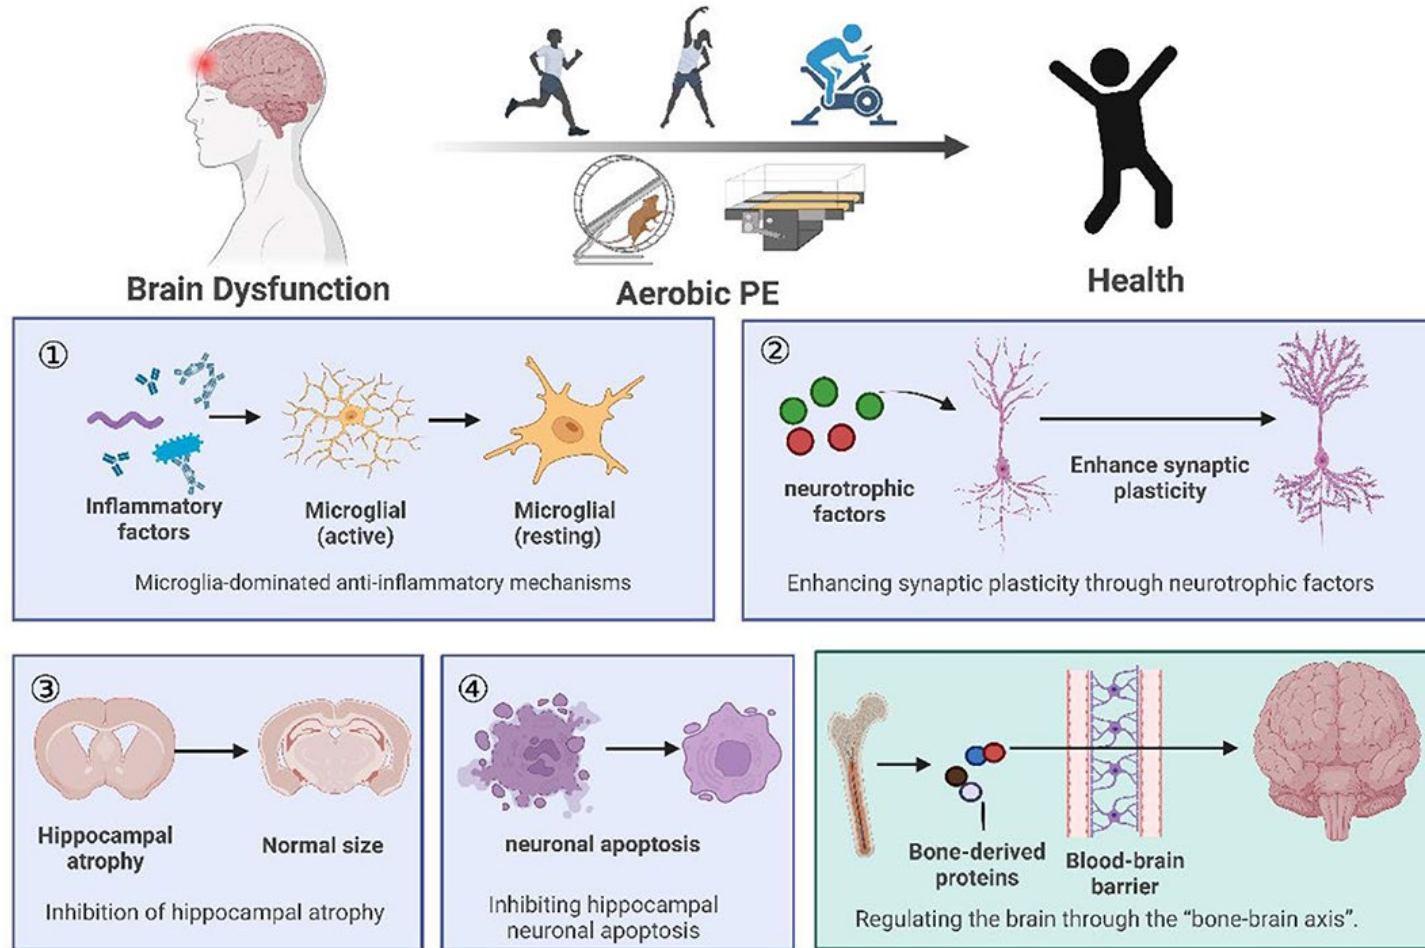 Brain Dysfunction
Aerobic PE
Health
①
Inflammatory
factors
Microglial
(active)
Microglial
(resting)
Microglia-dominated anti-inflammatory mechanisms
②
neurotrophic
factors
Enhance synaptic
plasticity
Enhancing synaptic plasticity through neurotrophic factors
③
Hippocampal
atrophy
Normal size
Inhibition of hippocampal atrophy
④
neuronal apoptosis
Inhibiting hippocampal
neuronal apoptosis
Bone-derived
proteins
Blood-brain
barrier
Regulating the brain through the “bone-brain axis”.